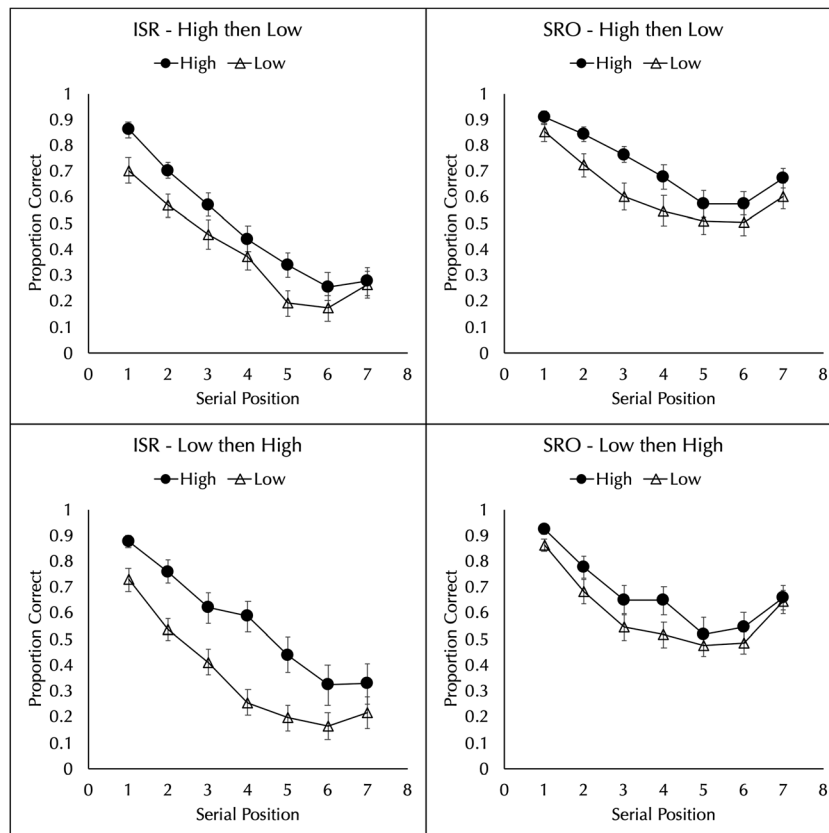 ISR - High then Low
High Low
Proportion Correct
1
0.9
0.8
0.7
0.6
0.5
0.4
0.3
0.2
0.1
0
0 1 2 3 4 5 6 7 8
Serial Position
SRO - High then Low
High Low
Proportion Correct
1
0.9
0.8
0.7
0.6
0.5
0.4
0.3
0.2
0.1
0
0 1 2 3 4 5 6 7 8
Serial Position
ISR - Low then High
High Low
Proportion Correct
1
0.9
0.8
0.7
0.6
0.5
0.4
0.3
0.2
0.1
0
0 1 2 3 4 5 6 7 8
Serial Position
SRO - Low then High
High Low
Proportion Correct
1
0.9
0.8
0.7
0.6
0.5
0.4
0.3
0.2
0.1
0
0 1 2 3 4 5 6 7 8
Serial Position